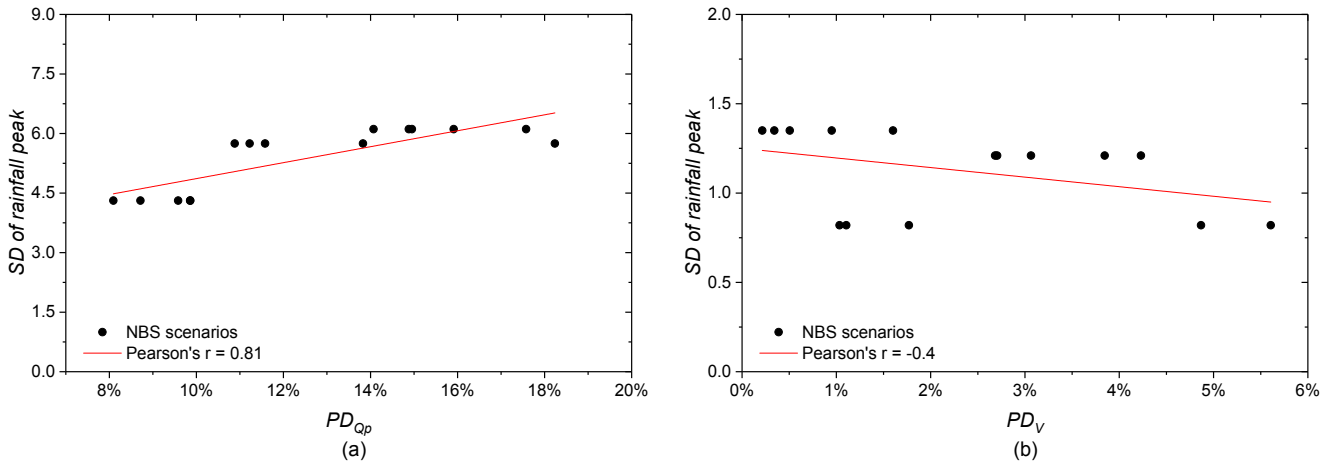 9.0
7.5
6.0
4.5
3.0
1.5
0.0
SD of rainfall peak
NBS scenarios
Pearson's r = 0.81
8% 10% 12% 14% 16% 18% 20%
PD_Qp
(a)
2.0
1.5
1.0
0.5
0.0
SD of rainfall peak
NBS scenarios
Pearson's r = -0.4
0% 1% 2% 3% 4% 5% 6%
PD_V
(b)